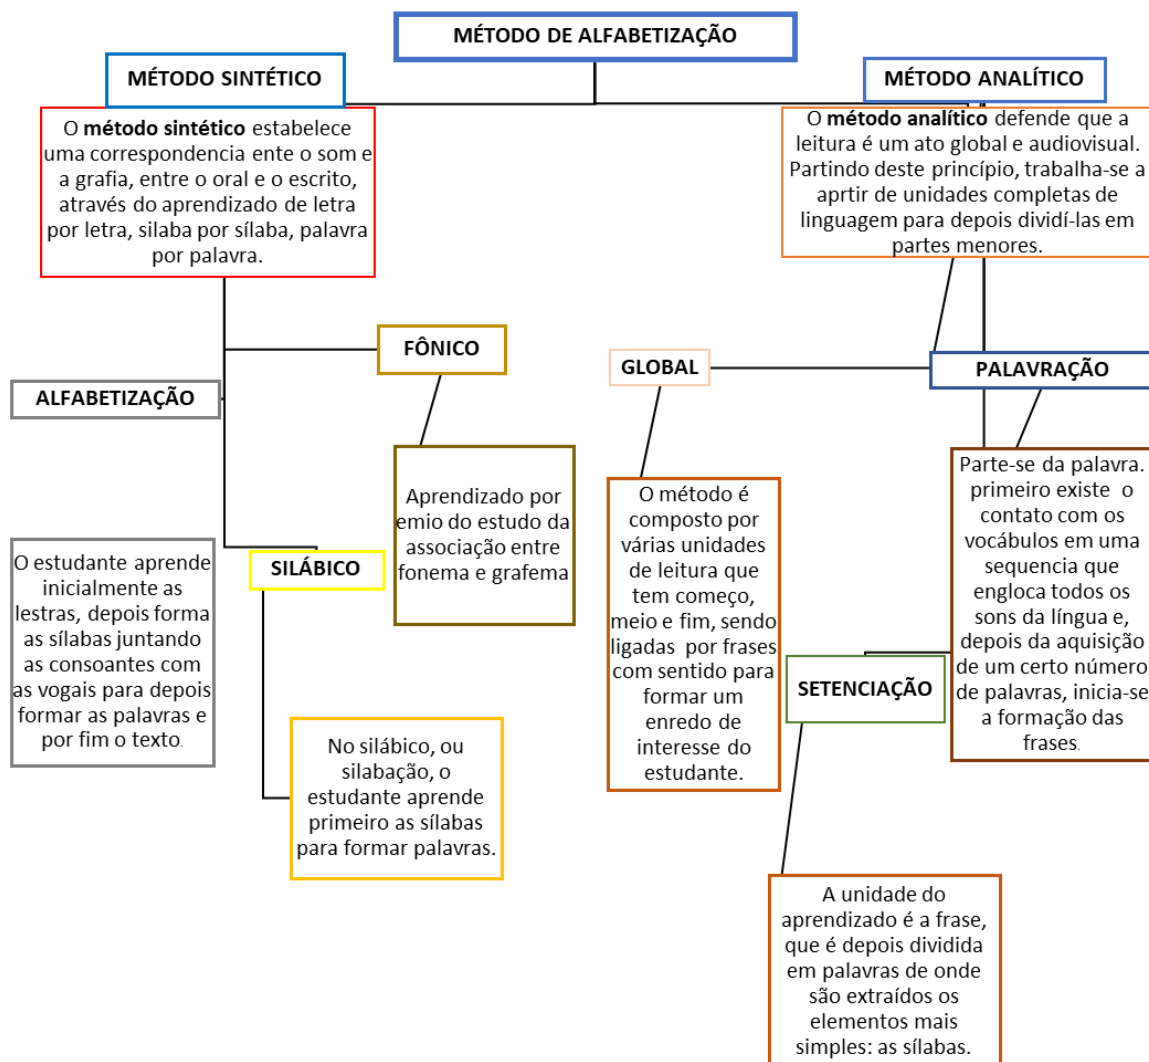 MÉTODO DE ALFABETIZAÇÃO
MÉTODO SINTÉTICO
O método sintético estabelece
uma correspondencia ente o som e
a grafia, entre o oral e o escrito,
através do aprendizado de letra
por letra, silaba por sílaba, palavra
por palavra.
MÉTODO ANALÍTICO
O método analítico defende que a
leitura é um ato global e audiovisual.
Partindo deste princípio, trabalha-se a
aprtir de unidades completas de
linguagem para depois dividí-las em
partes menores.
FÔNICO
ALFABETIZAÇÃO
Aprendizado por
emio do estudo da
associação entre
fonema e grafema
O estudante aprende
inicialmente as
lestras, depois forma
as sílabas juntando
as consoantes com
as vogais para depois
formar as palavras e
por fim o texto.
SILÁBICO
No silábico, ou
silabação, o
estudante aprende
primeiro as sílabas
para formar palavras.
GLOBAL
O método é
composto por
várias unidades
de leitura que
tem começo,
meio e fim, sendo
ligadas por frases
com sentido para
formar um
enredo de
interesse do
estudante.
PALAVRAÇÃO
Parte-se da palavra.
primeiro existe o
contato com os
vocábulos em uma
sequencia que
engloca todos os
sons da língua e,
depois da aquisição
de um certo número
de palavras, inicia-se
a formação das
frases.
SETENCIAÇÃO
A unidade do
aprendizado é a frase,
que é depois dividida
em palavras de onde
são extraídos os
elementos mais
simples: as sílabas.